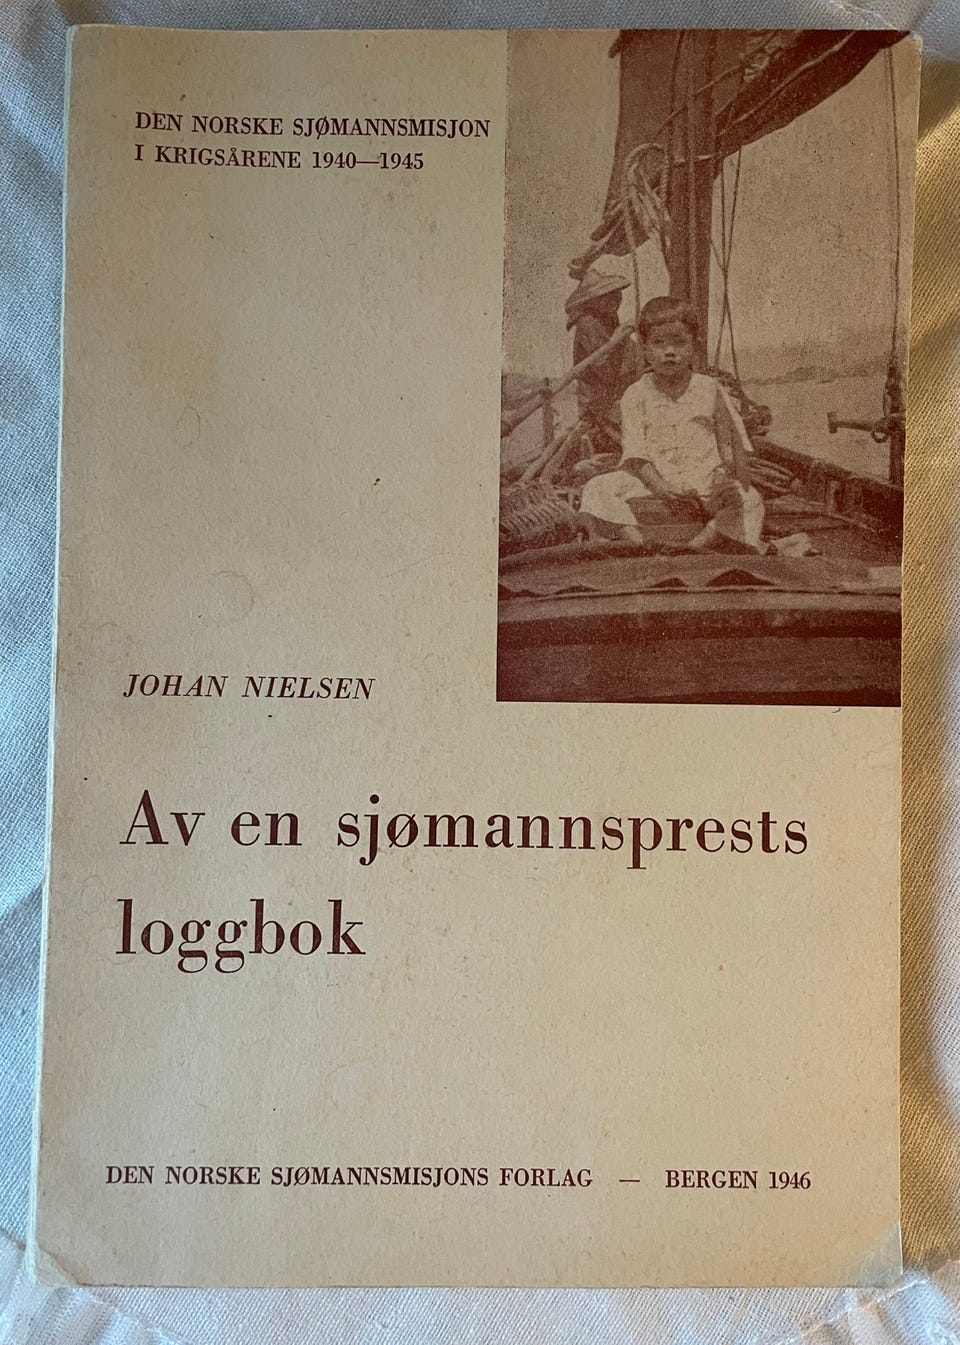 DEN NORSKE SJØMANNSMISJON
I KRIGSÅRENE 1940—1945
JOHAN NIELSEN
Av en sjømannsprests
loggbok
DEN NORSKE SJØMANNSMISJONS FORLAG — BERGEN 1946